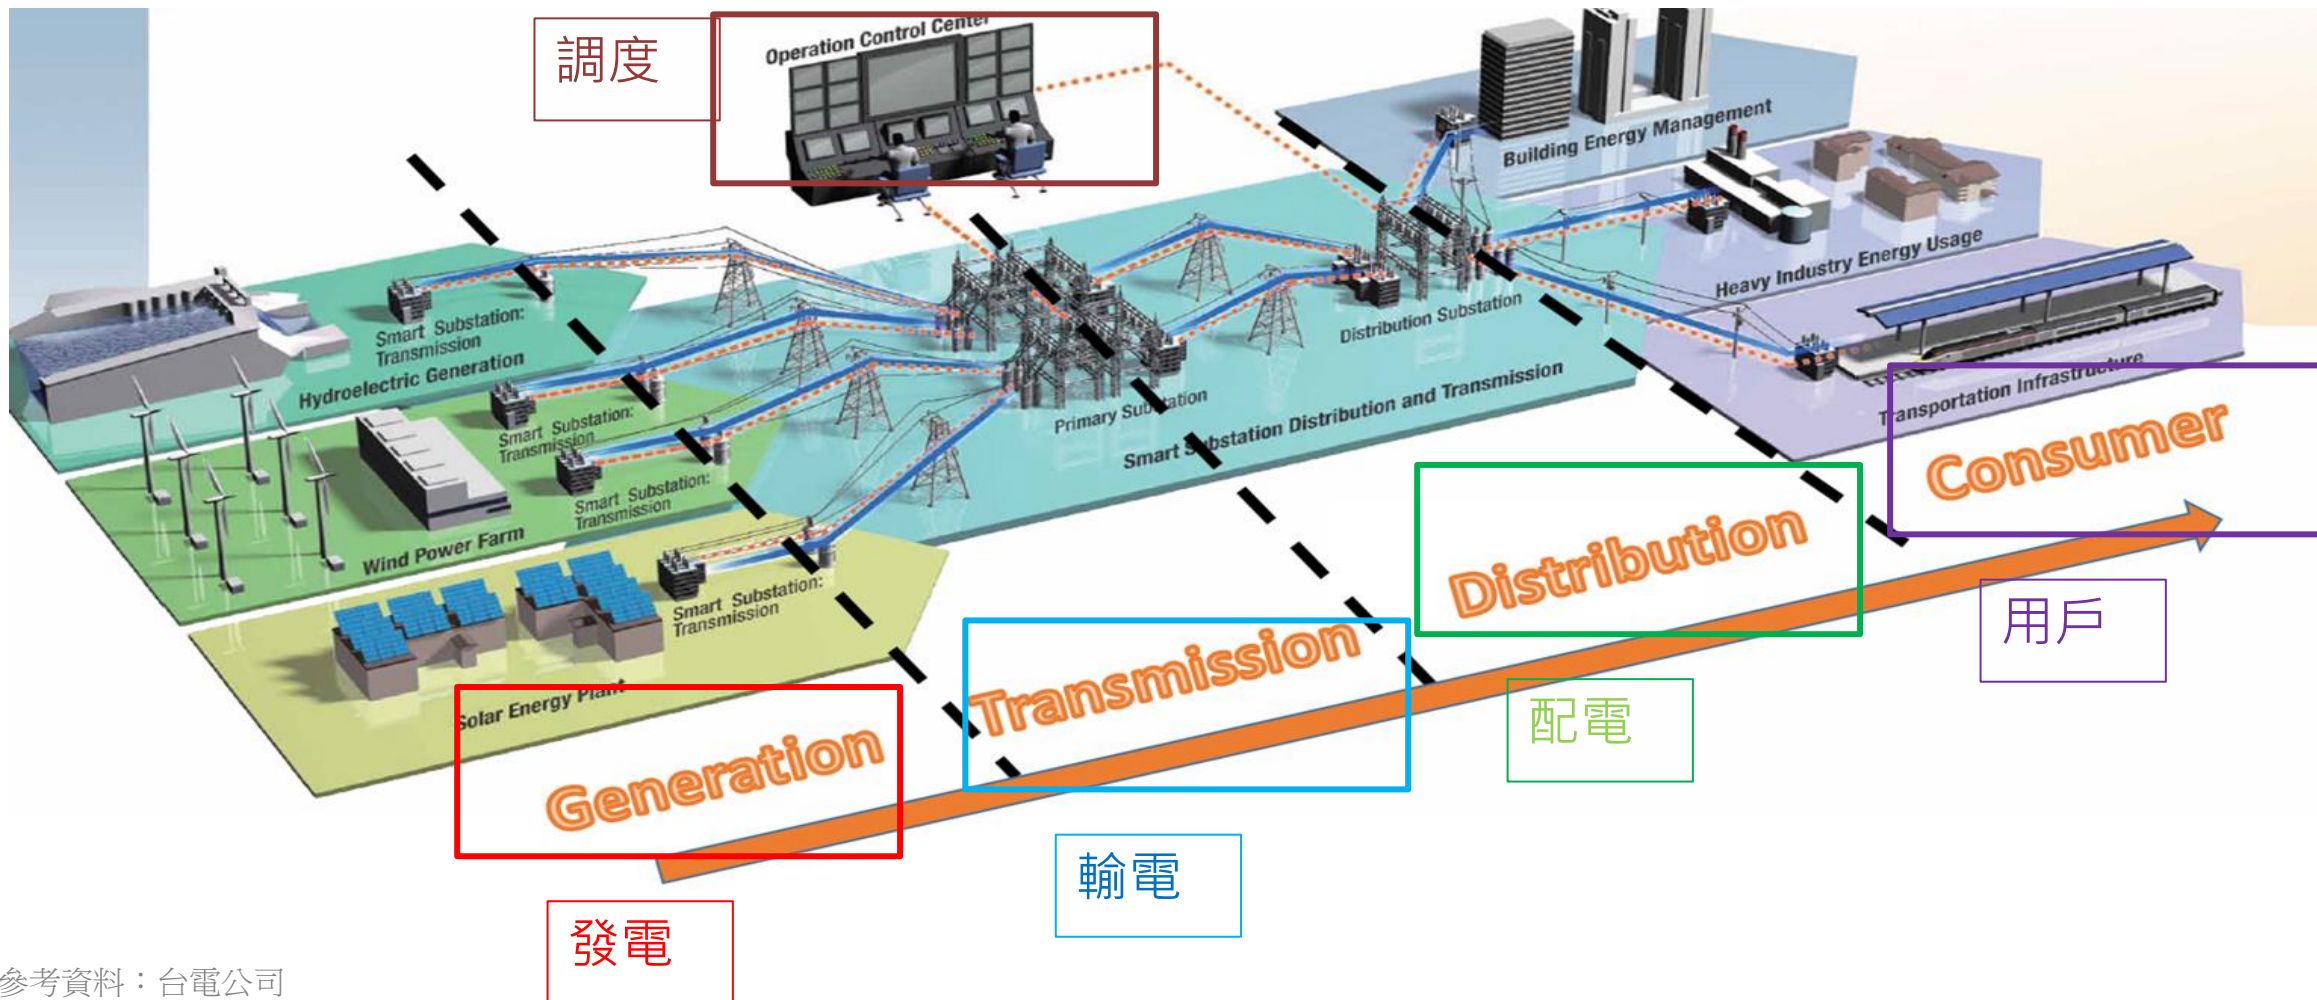 調度
Operation Control Center
Building Energy Management
Heavy Industry Energy Usage
Transportation Infrastructure
Smart Substation:
Transmission
Hydroelectric Generation
Smart Substation:
Transmission
Smart Substation:
Transmission
Wind Power Farm
Smart Substation:
Transmission
Solar Energy Plant
Primary Substation
Distribution Substation
Smart Substation Distribution and Transmission
Consumer
用戶
Distribution
配電
Transmission
輸電
Generation
發電
參考資料：台電公司